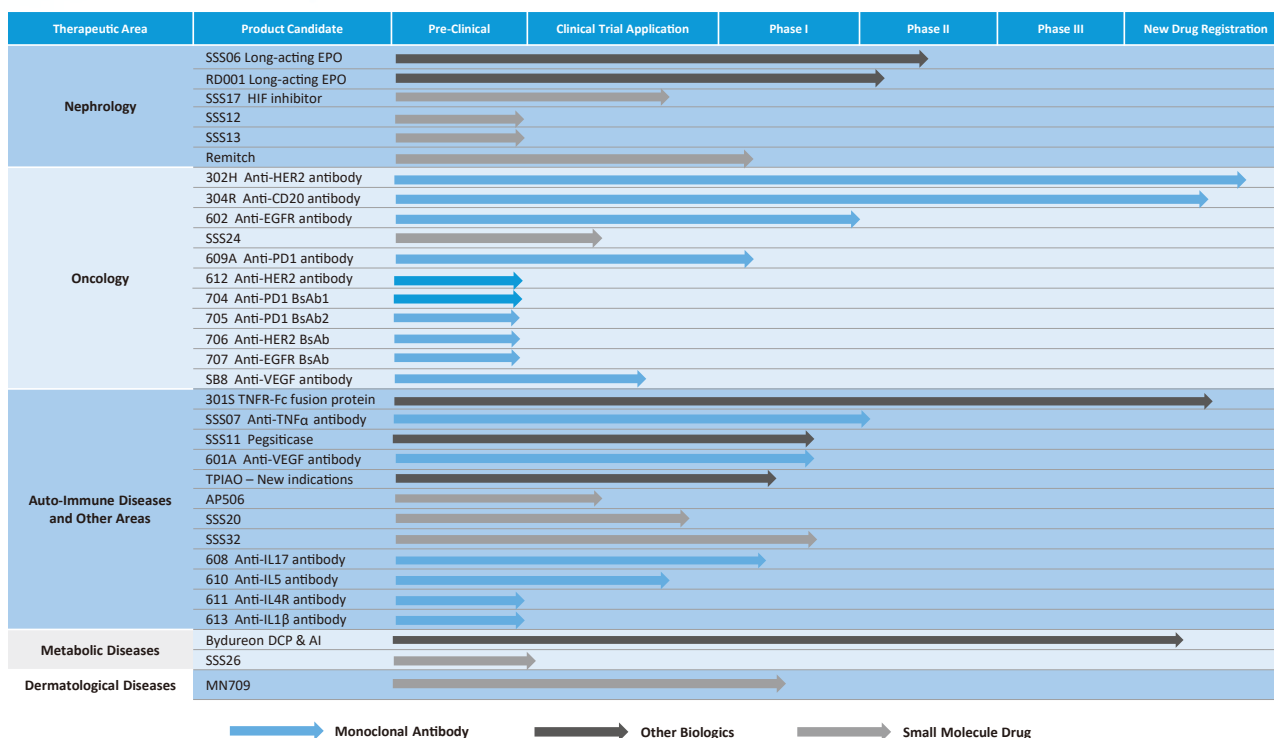 Therapeutic Area Product Candidate Pre-Clinical Clinical Trial Application Phase I Phase II Phase III New Drug Registration
Nephrology
SSS06 Long-acting EPO
RD001 Long-acting EPO
SSS17 HIF inhibitor
SSS12
SSS13
Remitch
Oncology
302H Anti-HER2 antibody
304R Anti-CD20 antibody
602 Anti-EGFR antibody
SSS24
609A Anti-PD1 antibody
612 Anti-HER2 antibody
704 Anti-PD1 BsAb1
705 Anti-PD1 BsAb2
706 Anti-HER2 BsAb
707 Anti-EGFR BsAb
SB8 Anti-VEGF antibody
Auto-Immune Diseases
and Other Areas
301S TNFR-Fc fusion protein
SSS07 Anti-TNFα antibody
SSS11 Pegsiticase
601A Anti-VEGF antibody
TPIAO – New indications
AP506
SSS20
SSS32
608 Anti-IL17 antibody
610 Anti-IL5 antibody
611 Anti-IL4R antibody
613 Anti-IL1β antibody
Metabolic Diseases
Bydureon DCP & AI
SSS26
Dermatological Diseases MN709
Monoclonal Antibody Other Biologics Small Molecule Drug